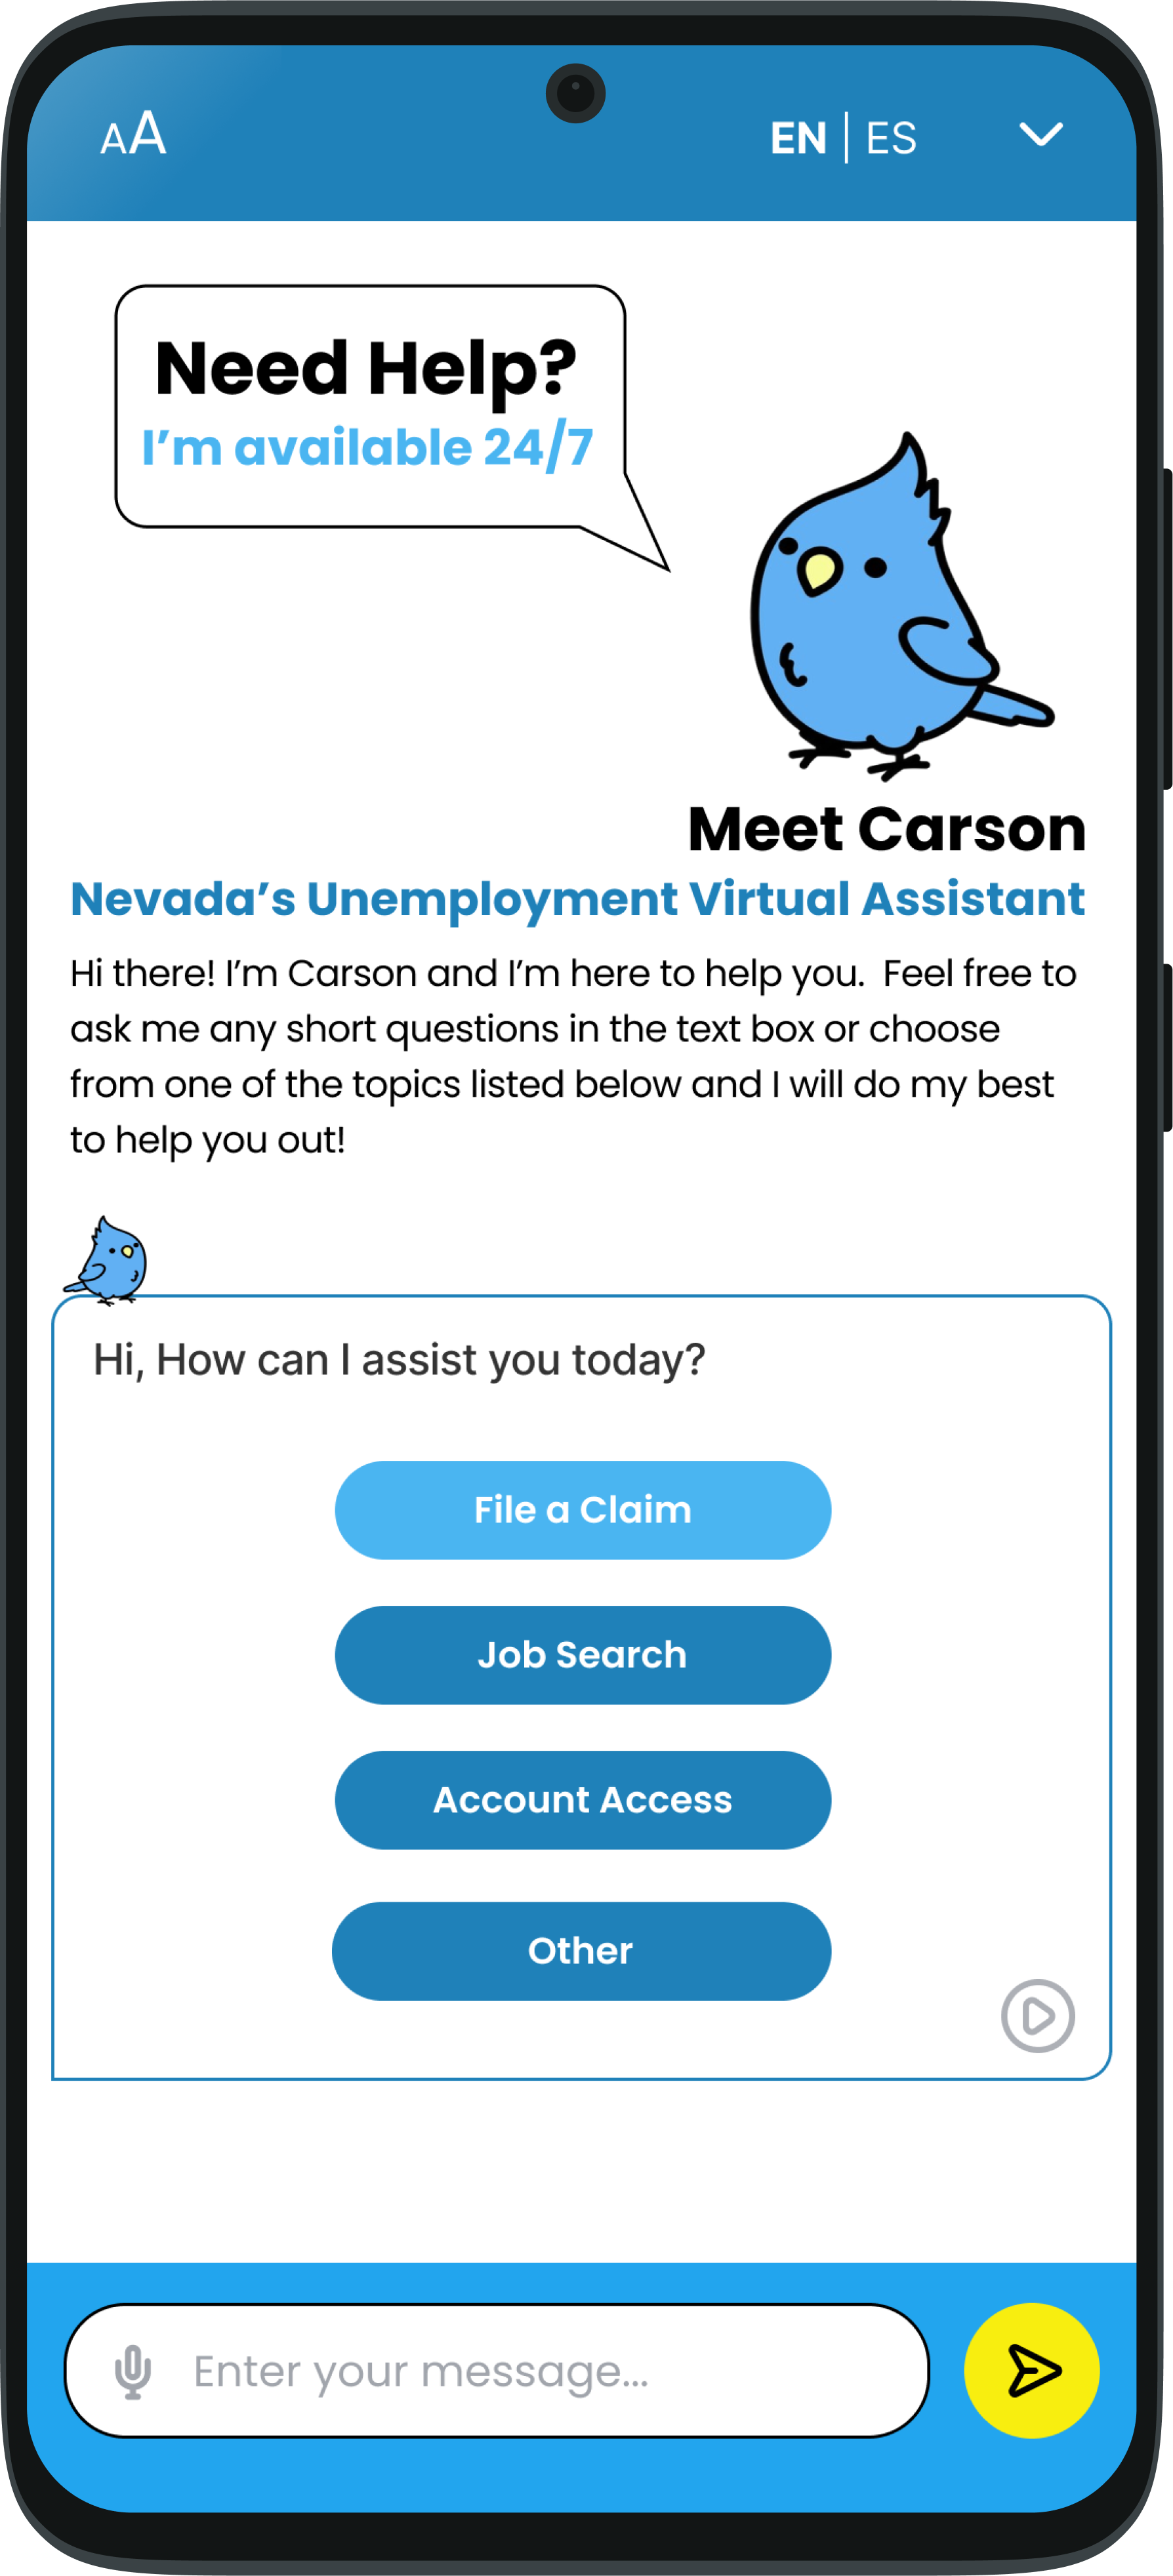 AA
EN | ES
Need Help?
I’m available 24/7
Meet Carson
Nevada’s Unemployment Virtual Assistant
Hi there! I’m Carson and I’m here to help you.  Feel free to
ask me any short questions in the text box or choose
from one of the topics listed below and I will do my best
to help you out!
Hi, How can I assist you today?
File a Claim
Job Search
Account Access
Other
Enter your message...